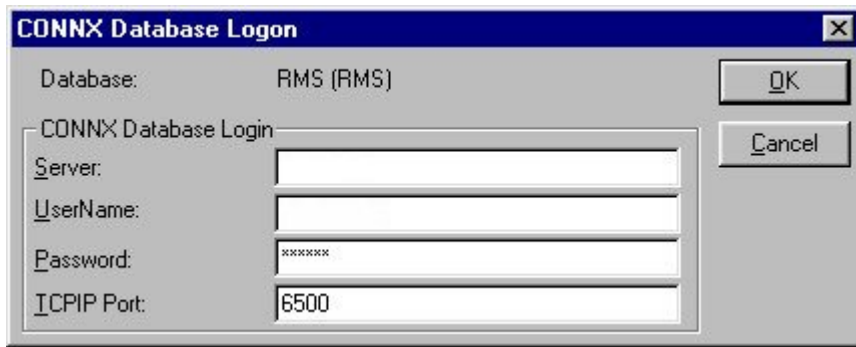 CONNX Database Logon
Database: RMS (RMS)
OK
CONNX Database Login
Cancel
Server:
UserName:
Password: ******
TCPIP Port: 6500